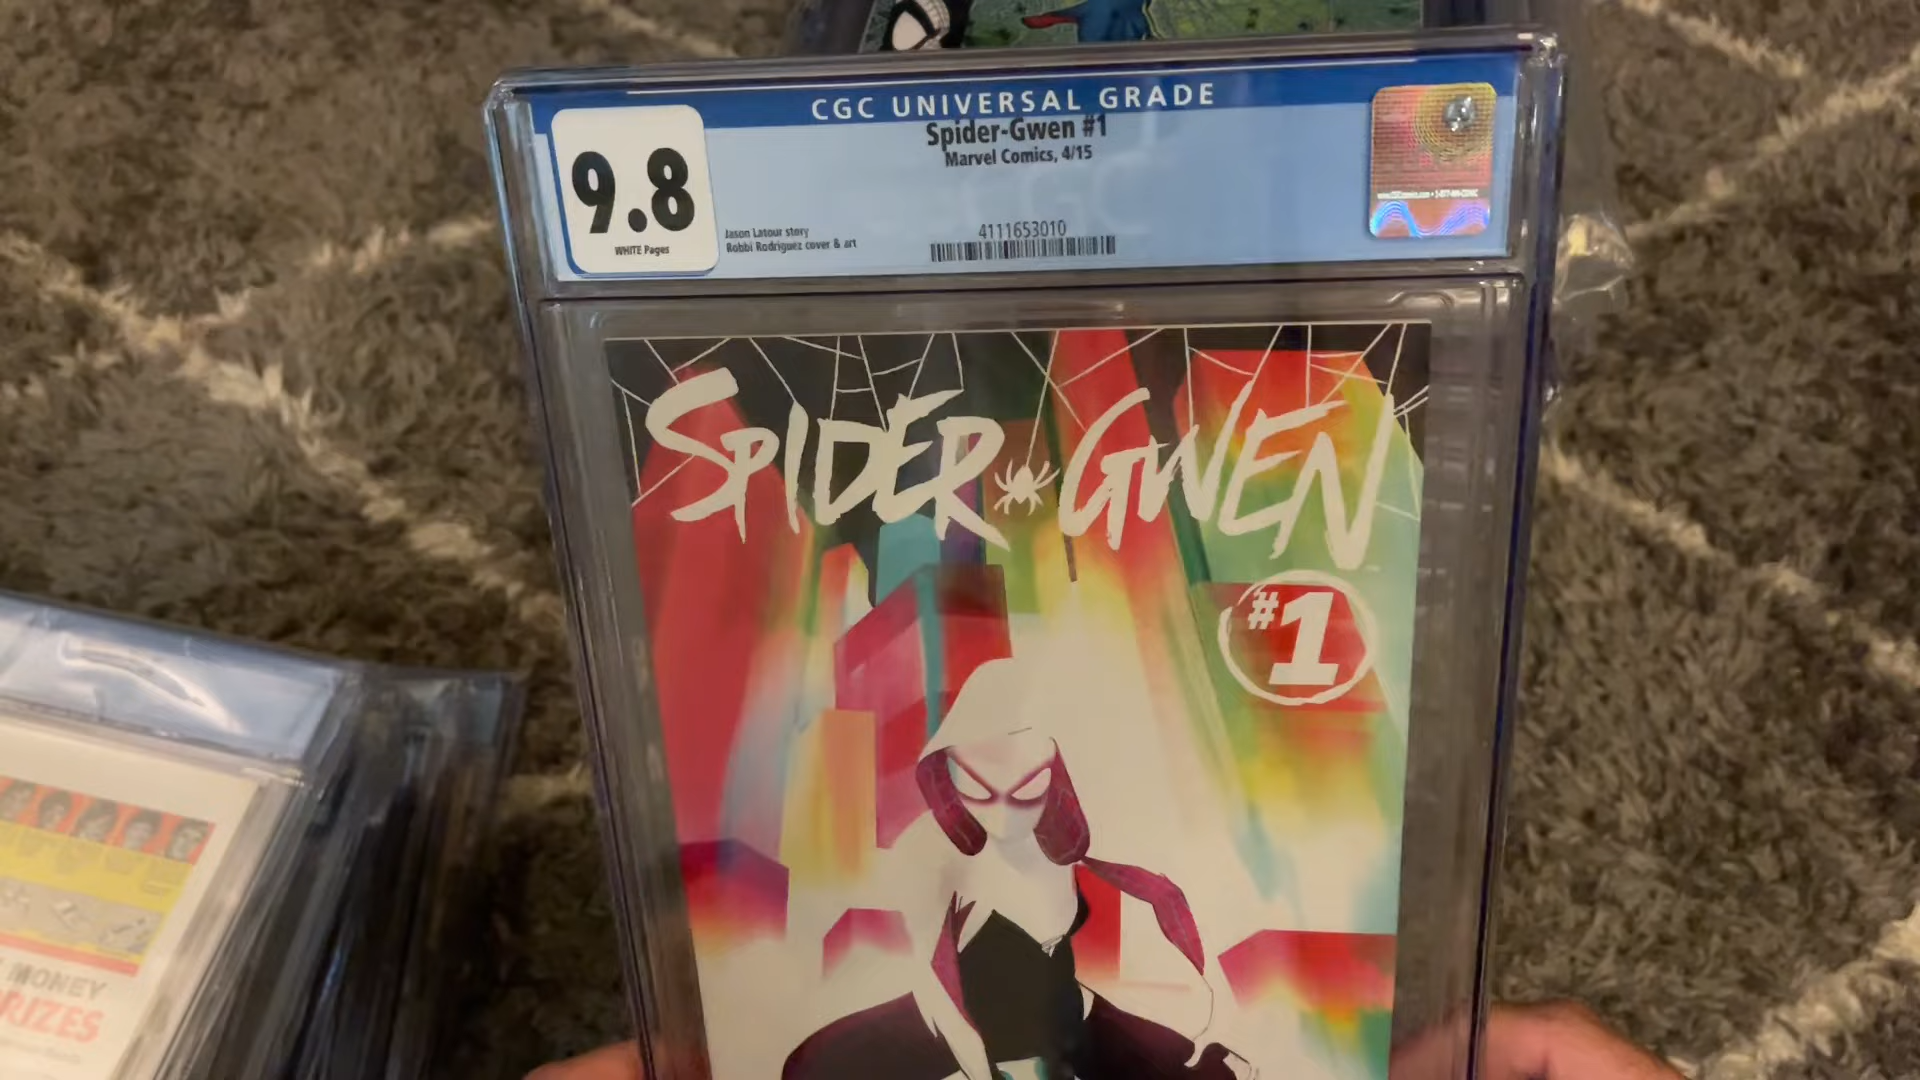 CGC UNIVERSAL GRADE
Spider-Gwen #1
Marvel Comics, 4/15
9.8
WHITE Pages
Jason Latour story
Robbi Rodriguez cover & art
4111653010
SPIDER GWEN
#1
MONEY
RIZES